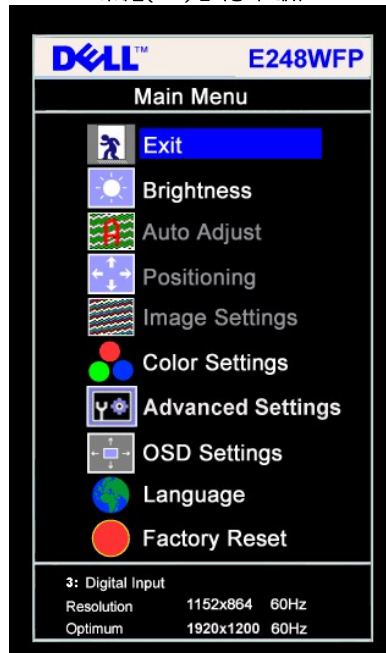 DELL™
E248WFP
Main Menu
Exit
Brightness
Auto Adjust
Positioning
Image Settings
Color Settings
Advanced Settings
OSD Settings
Language
Factory Reset
3: Digital Input
Resolution 1152x864 60Hz
Optimum 1920x1200 60Hz